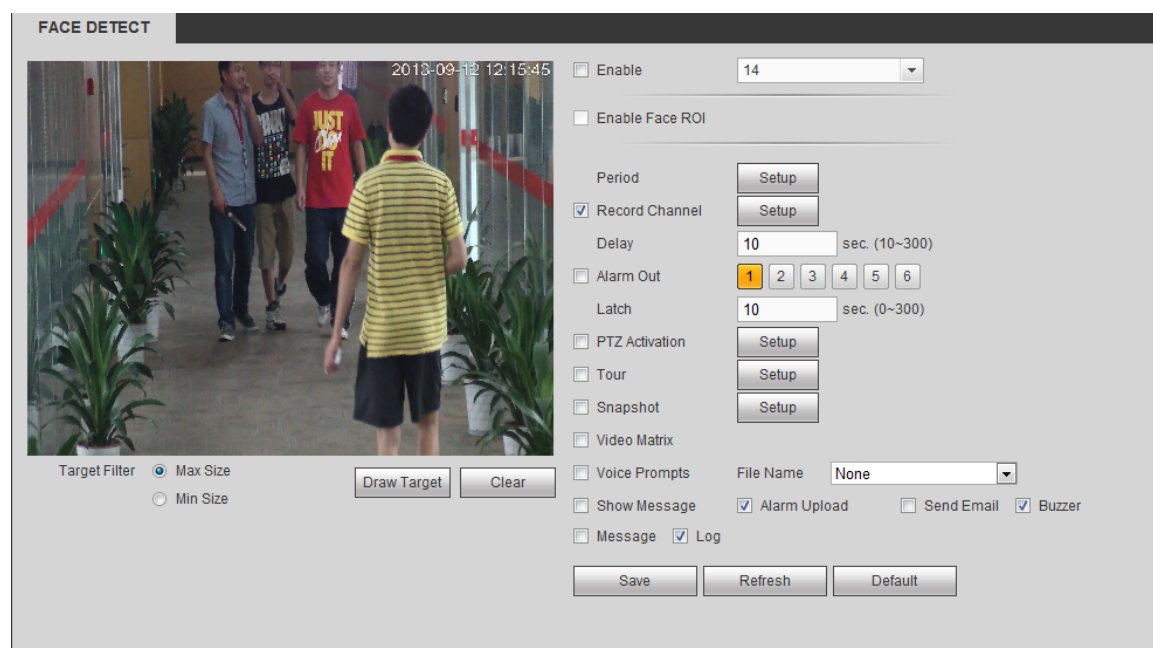 FACE DETECT
2013-09-12 12:15:45
JUST
IT
Target Filter Max Size
Min Size
Draw Target Clear
Enable 14
Enable Face ROI
Period Setup
Record Channel Setup
Delay 10 sec. (10~300)
Alarm Out 1 2 3 4 5 6
Latch 10 sec. (0~300)
PTZ Activation Setup
Tour Setup
Snapshot Setup
Video Matrix
Voice Prompts File Name None
Show Message Alarm Upload Send Email Buzzer
Message Log
Save Refresh Default